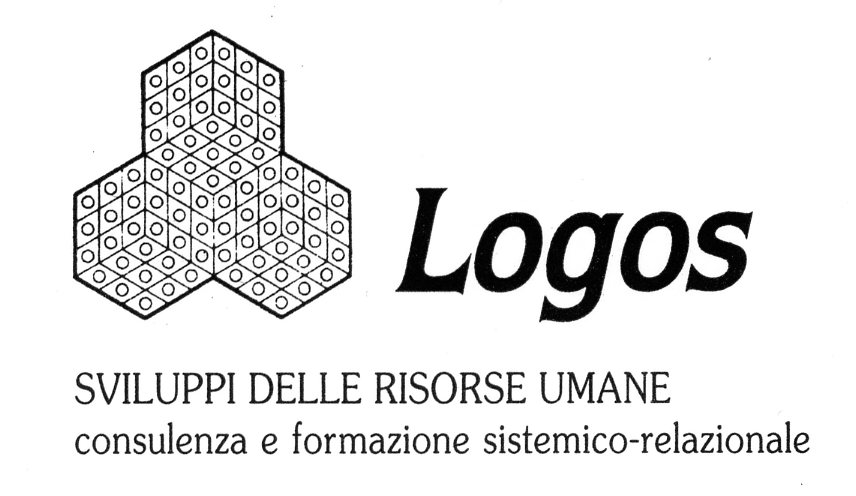 Logos
SVILUPPI DELLE RISORSE UMANE
consulenza e formazione sistemico-relazionale